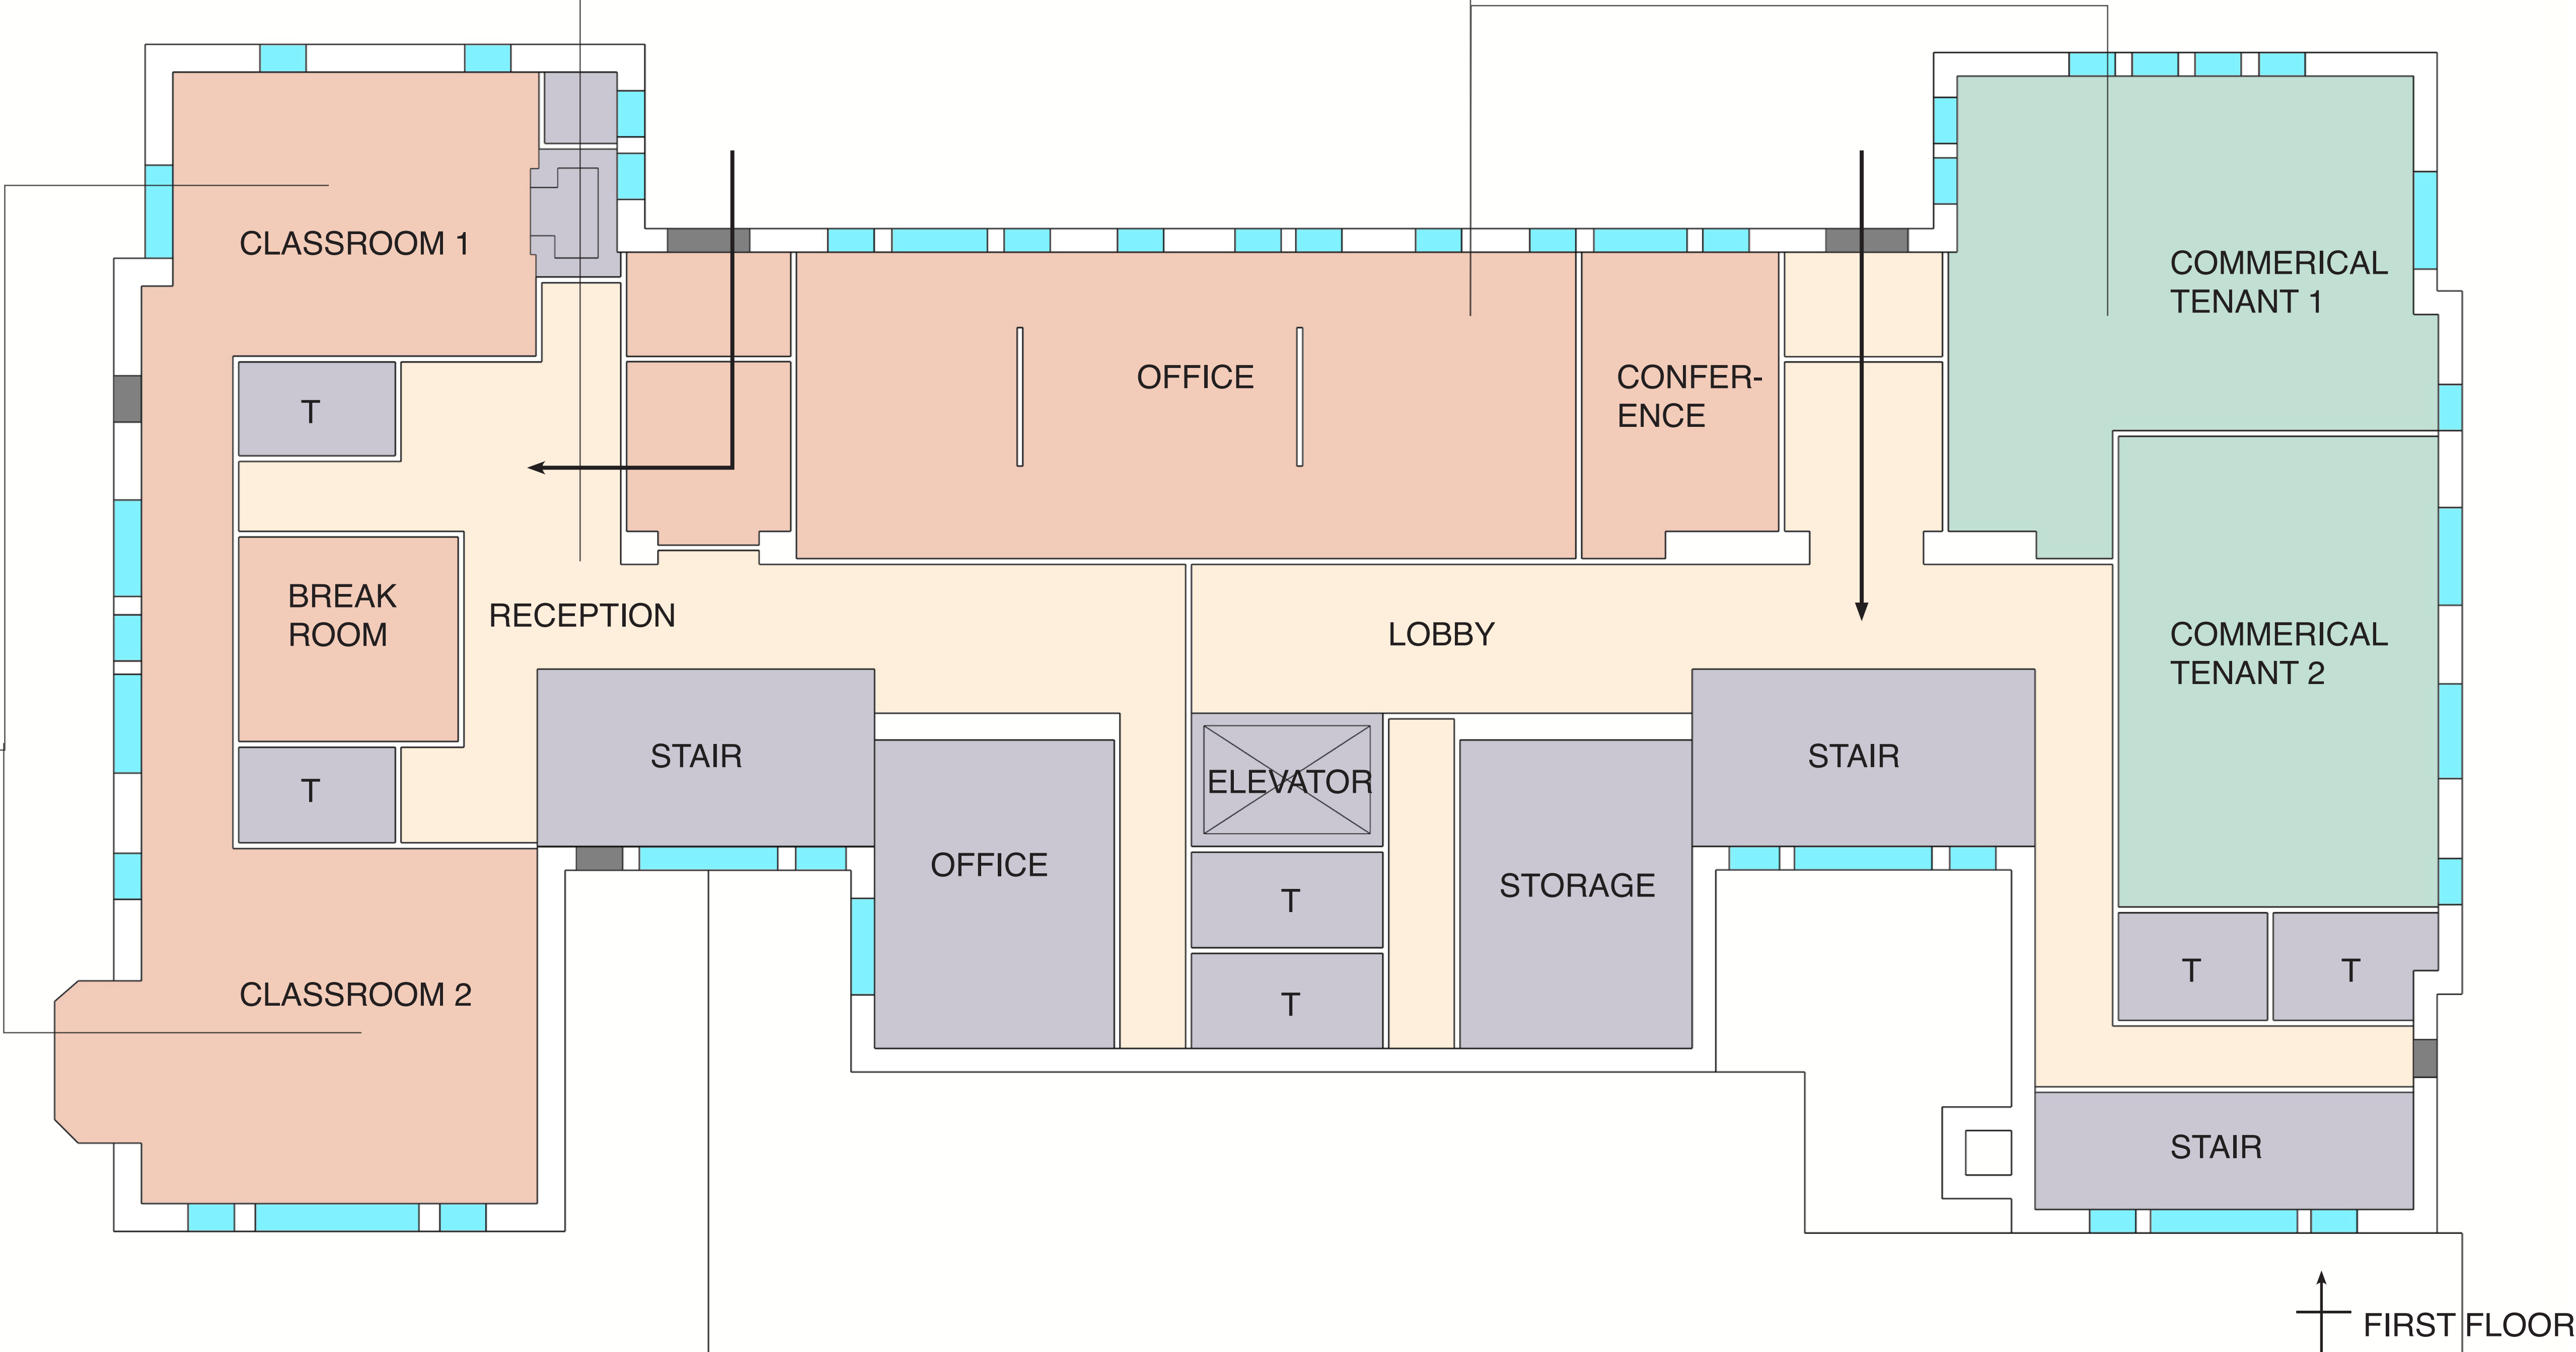 CLASSROOM 1
COMMERICAL
TENANT 1
OFFICE
CONFER-
ENCE
T
BREAK
ROOM
RECEPTION
LOBBY
COMMERICAL
TENANT 2
STAIR
STAIR
ELEVATOR
T
OFFICE
STORAGE
T
T
T
T
CLASSROOM 2
STAIR
FIRST FLOOR